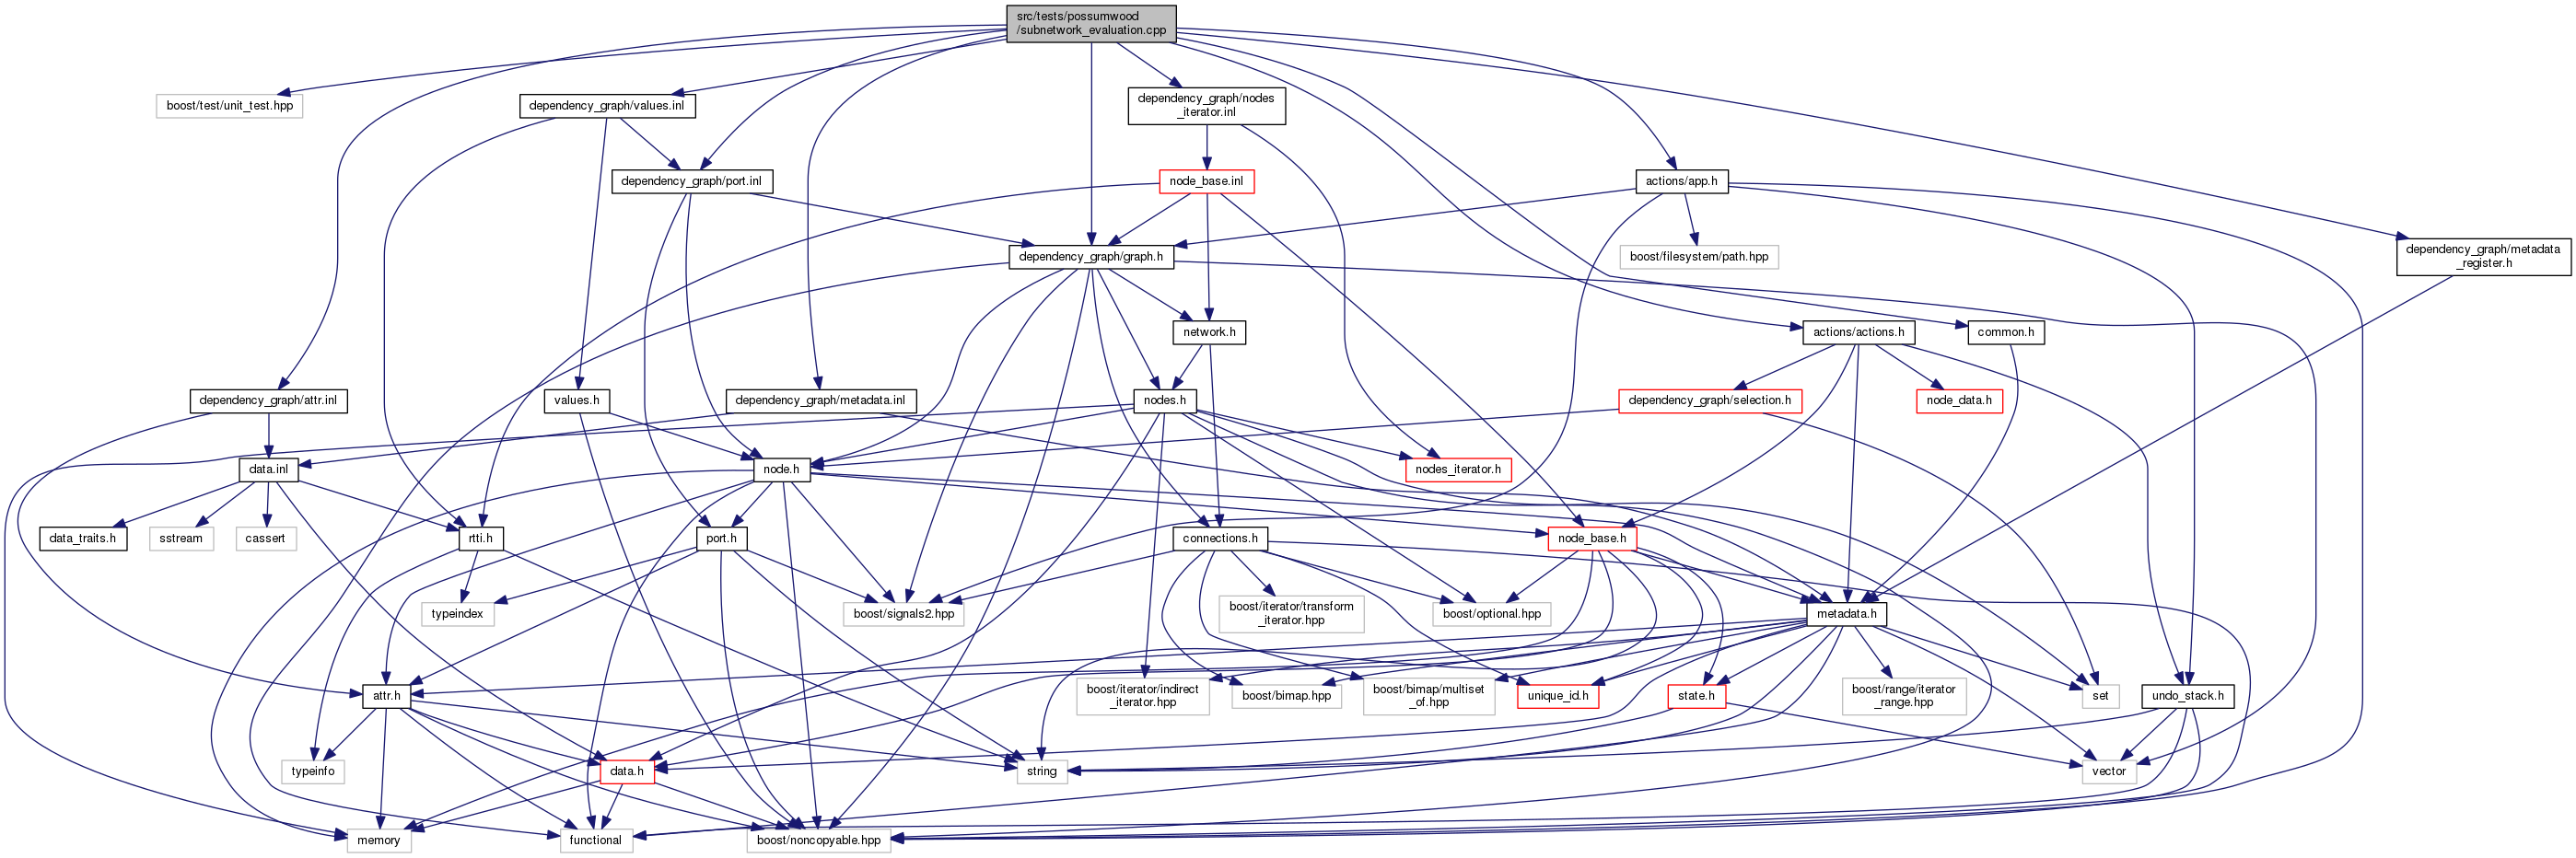 src/tests/possumwood
/subnetwork_evaluation.cpp
boost/test/unit_test.hpp
dependency_graph/values.inl
dependency_graph/nodes
_iterator.inl
dependency_graph/port.inl
node_base.inl
actions/app.h
dependency_graph/graph.h
boost/filesystem/path.hpp
dependency_graph/metadata
_register.h
network.h
actions/actions.h
common.h
dependency_graph/attr.inl
values.h
dependency_graph/metadata.inl
nodes.h
dependency_graph/selection.h
node_data.h
data.inl
node.h
nodes_iterator.h
data_traits.h
sstream
cassert
rtti.h
port.h
connections.h
node_base.h
typeindex
boost/signals2.hpp
boost/iterator/transform
_iterator.hpp
boost/optional.hpp
metadata.h
attr.h
boost/iterator/indirect
_iterator.hpp
boost/bimap.hpp
boost/bimap/multiset
_of.hpp
unique_id.h
state.h
boost/range/iterator
_range.hpp
set
undo_stack.h
typeinfo
data.h
string
vector
memory
functional
boost/noncopyable.hpp